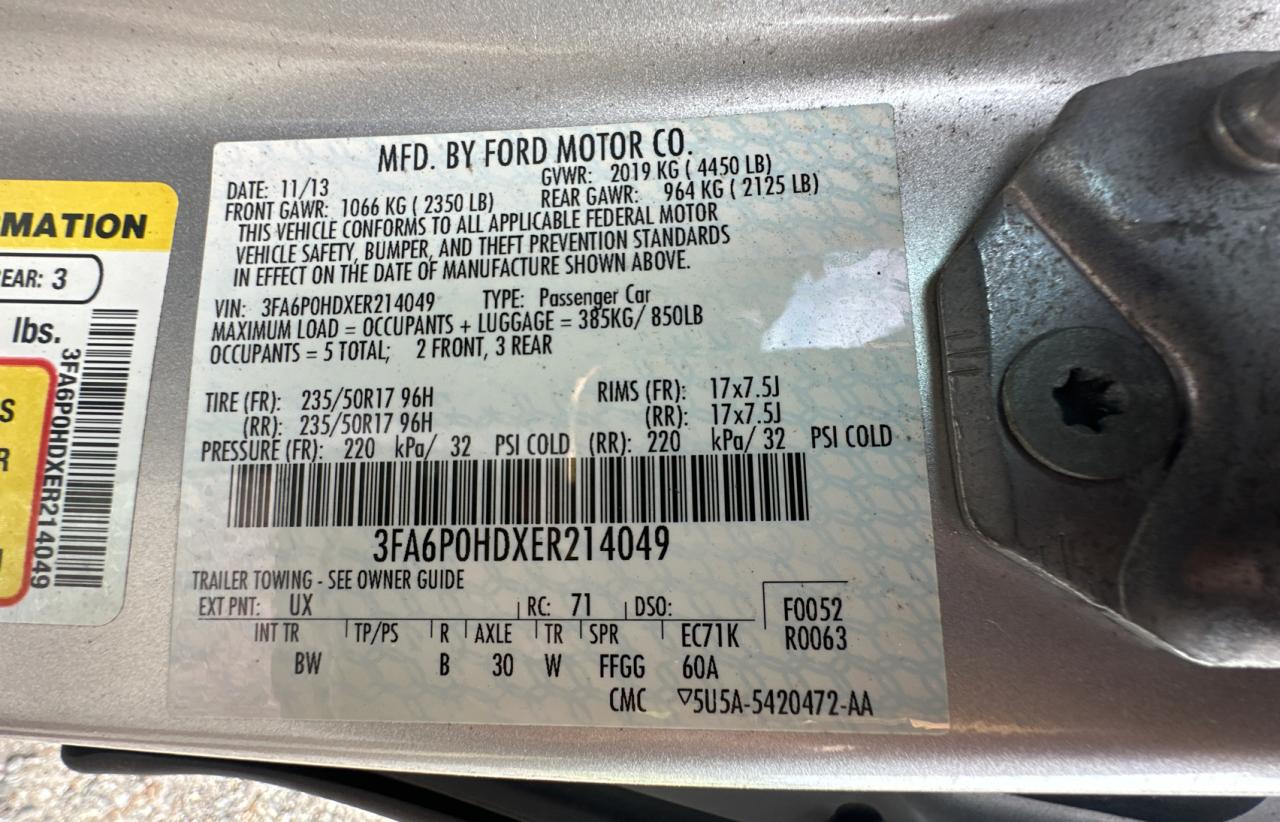 MFD. BY FORD MOTOR CO.
DATE: 11/13 GVWR: 2019 KG ( 4450 LB)
FRONT GAWR: 1066 KG ( 2350 LB) REAR GAWR: 964 KG ( 2125 LB)
THIS VEHICLE CONFORMS TO ALL APPLICABLE FEDERAL MOTOR
VEHICLE SAFETY, BUMPER, AND THEFT PREVENTION STANDARDS
IN EFFECT ON THE DATE OF MANUFACTURE SHOWN ABOVE.
VIN: 3FA6P0HDXER214049 TYPE: Passenger Car
MAXIMUM LOAD = OCCUPANTS + LUGGAGE = 385KG/ 850LB
OCCUPANTS = 5 TOTAL; 2 FRONT, 3 REAR
TIRE (FR): 235/50R17 96H RIMS (FR): 17x7.5J
(RR): 235/50R17 96H (RR): 17x7.5J
PRESSURE (FR): 220 kPa/ 32 PSI COLD (RR): 220 kPa/ 32 PSI COLD
3FA6P0HDXER214049
TRAILER TOWING - SEE OWNER GUIDE
EXT PNT: UX RC: 71 DSO: F0052
INT TR TP/PS R AXLE TR SPR EC71K R0063
BW B 30 W FFGG 60A
CMC ▽5U5A-5420472-AA
MATION
EAR: 3
lbs.
3FA6P0HDXER214049
S
R